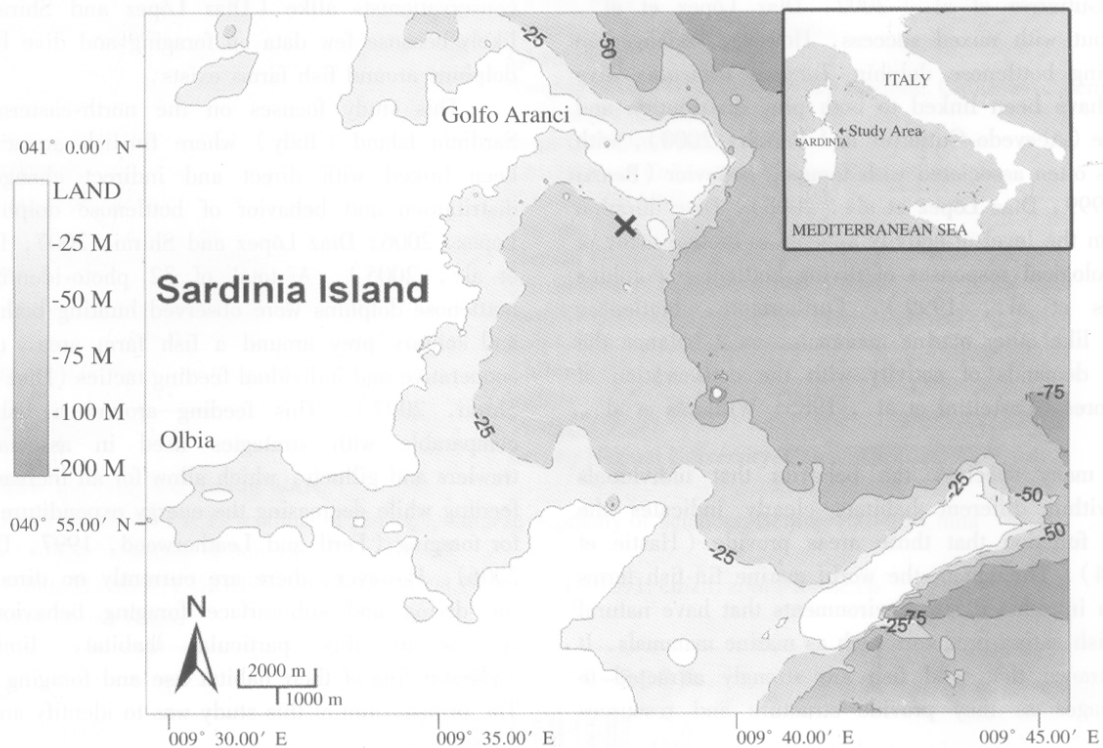 -25
-50
ITALY
Golfo Aranci
Study Area
SARDINIA
041° 0.00' N
LAND
MEDITERRANEAN SEA
-25 M
Sardinia Island
-50 M
-75 M
-75
-100 M
-25
Olbia
-200 M
-25
-50
040° 55.00' N
-50
-25
N
-25
-75
2000 m
1000 m
009° 30.00' E
009° 35.00' E
009° 40.00' E
009° 45.00' E